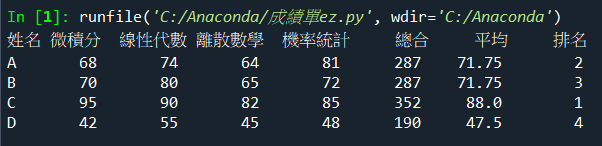 In [1]: runfile('C:/Anaconda/成績單ez.py', wdir='C:/Anaconda')
姓名 微積分 線性代數 離散數學 機率統計 總合 平均 排名
A 68 74 64 81 287 71.75 2
B 70 80 65 72 287 71.75 3
C 95 90 82 85 352 88.0 1
D 42 55 45 48 190 47.5 4